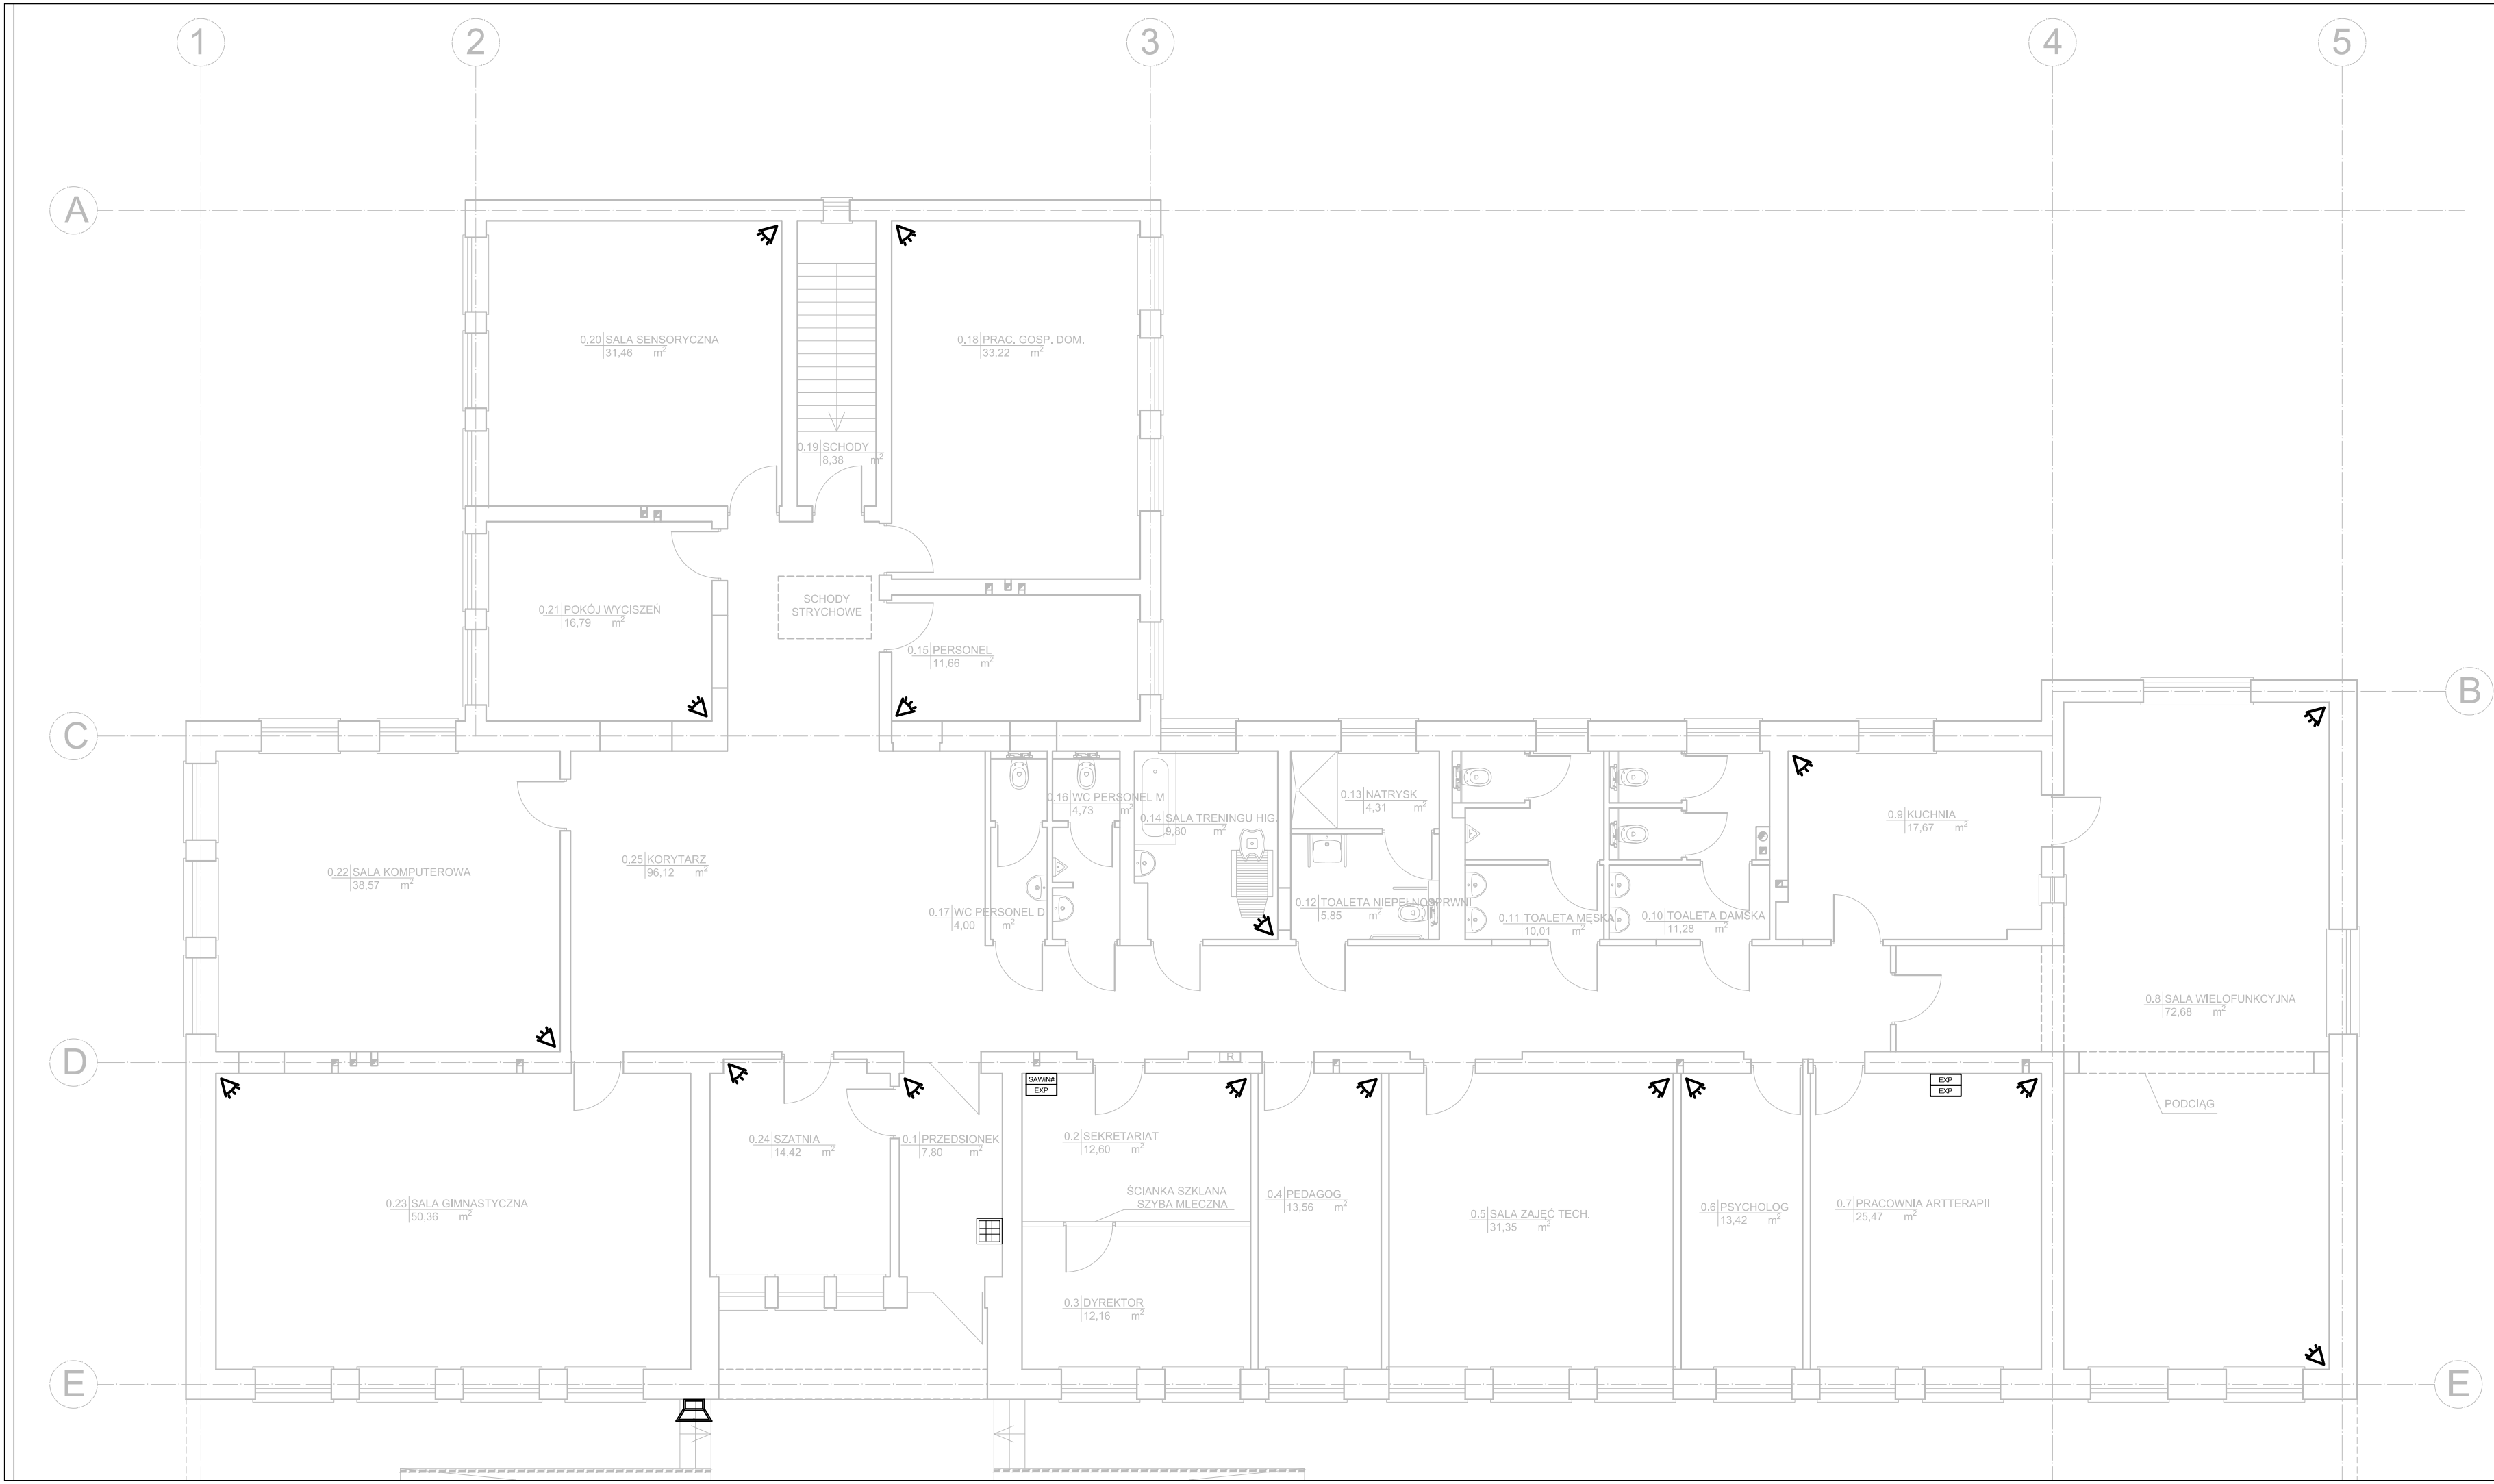 1
2
3
4
5
A
0.20 SALA SENSORYCZNA
31,46 m²
0.18 PRAC. GOSP. DOM.
33,22 m²
0.19 SCHODY
8,38 m²
SCHODY
STRYCHOWE
0.21 POKÓJ WYCISZEŃ
16,79 m²
0.15 PERSONEL
11,66 m²
B
C
0.16 WC PERSONEL M
4,73 m²
0.13 NATRYSK
4,31 m²
0.14 SALA TRENINGU HIG.
9,80 m²
0.9 KUCHNIA
17,67 m²
0.25 KORYTARZ
96,12 m²
0.22 SALA KOMPUTEROWA
38,57 m²
0.17 WC PERSONEL D
4,00 m²
0.12 TOALETA NIEPEŁNOSPRWNI
5,85 m²
0.11 TOALETA MĘSKA
10,01 m²
0.10 TOALETA DAMSKA
11,28 m²
0.8 SALA WIELOFUNKCYJNA
72,68 m²
D
R
SAWIN#
EXP
EXP
EXP
PODCIĄG
0.24 SZATNIA
14,42 m²
0.1 PRZEDSIONEK
7,80 m²
0.2 SEKRETARIAT
12,60 m²
0.23 SALA GIMNASTYCZNA
50,36 m²
ŚCIANKA SZKLANA
SZYBA MLECZNA
0.4 PEDAGOG
13,56 m²
0.5 SALA ZAJĘĆ TECH.
31,35 m²
0.6 PSYCHOLOG
13,42 m²
0.7 PRACOWNIA ARTTERAPII
25,47 m²
0.3 DYREKTOR
12,16 m²
E
E